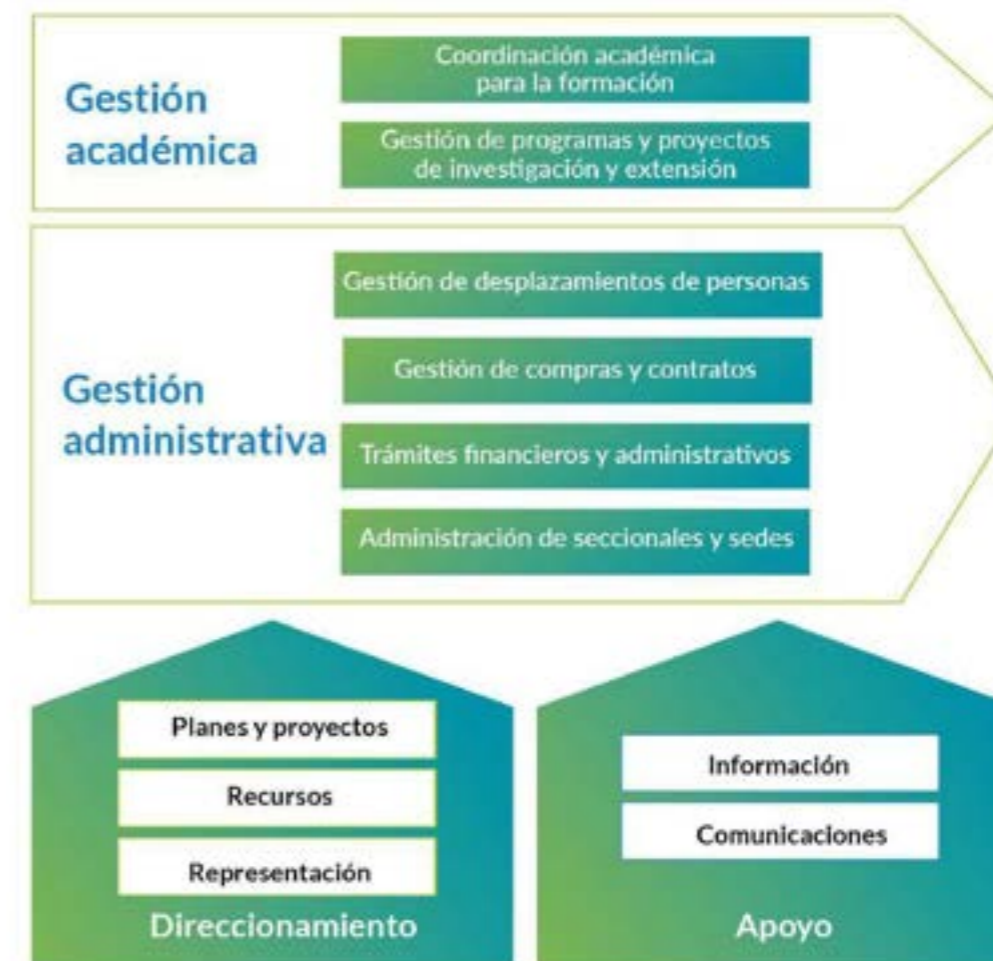 Gestión
académica
Coordinación académica
para la formación
Gestión de programas y proyectos
de investigación y extensión
Gestión
administrativa
Gestión de desplazamientos de personas
Gestión de compras y contratos
Trámites financieros y administrativos
Administración de seccionales y sedes
Planes y proyectos
Recursos
Representación
Direccionamiento
Información
Comunicaciones
Apoyo